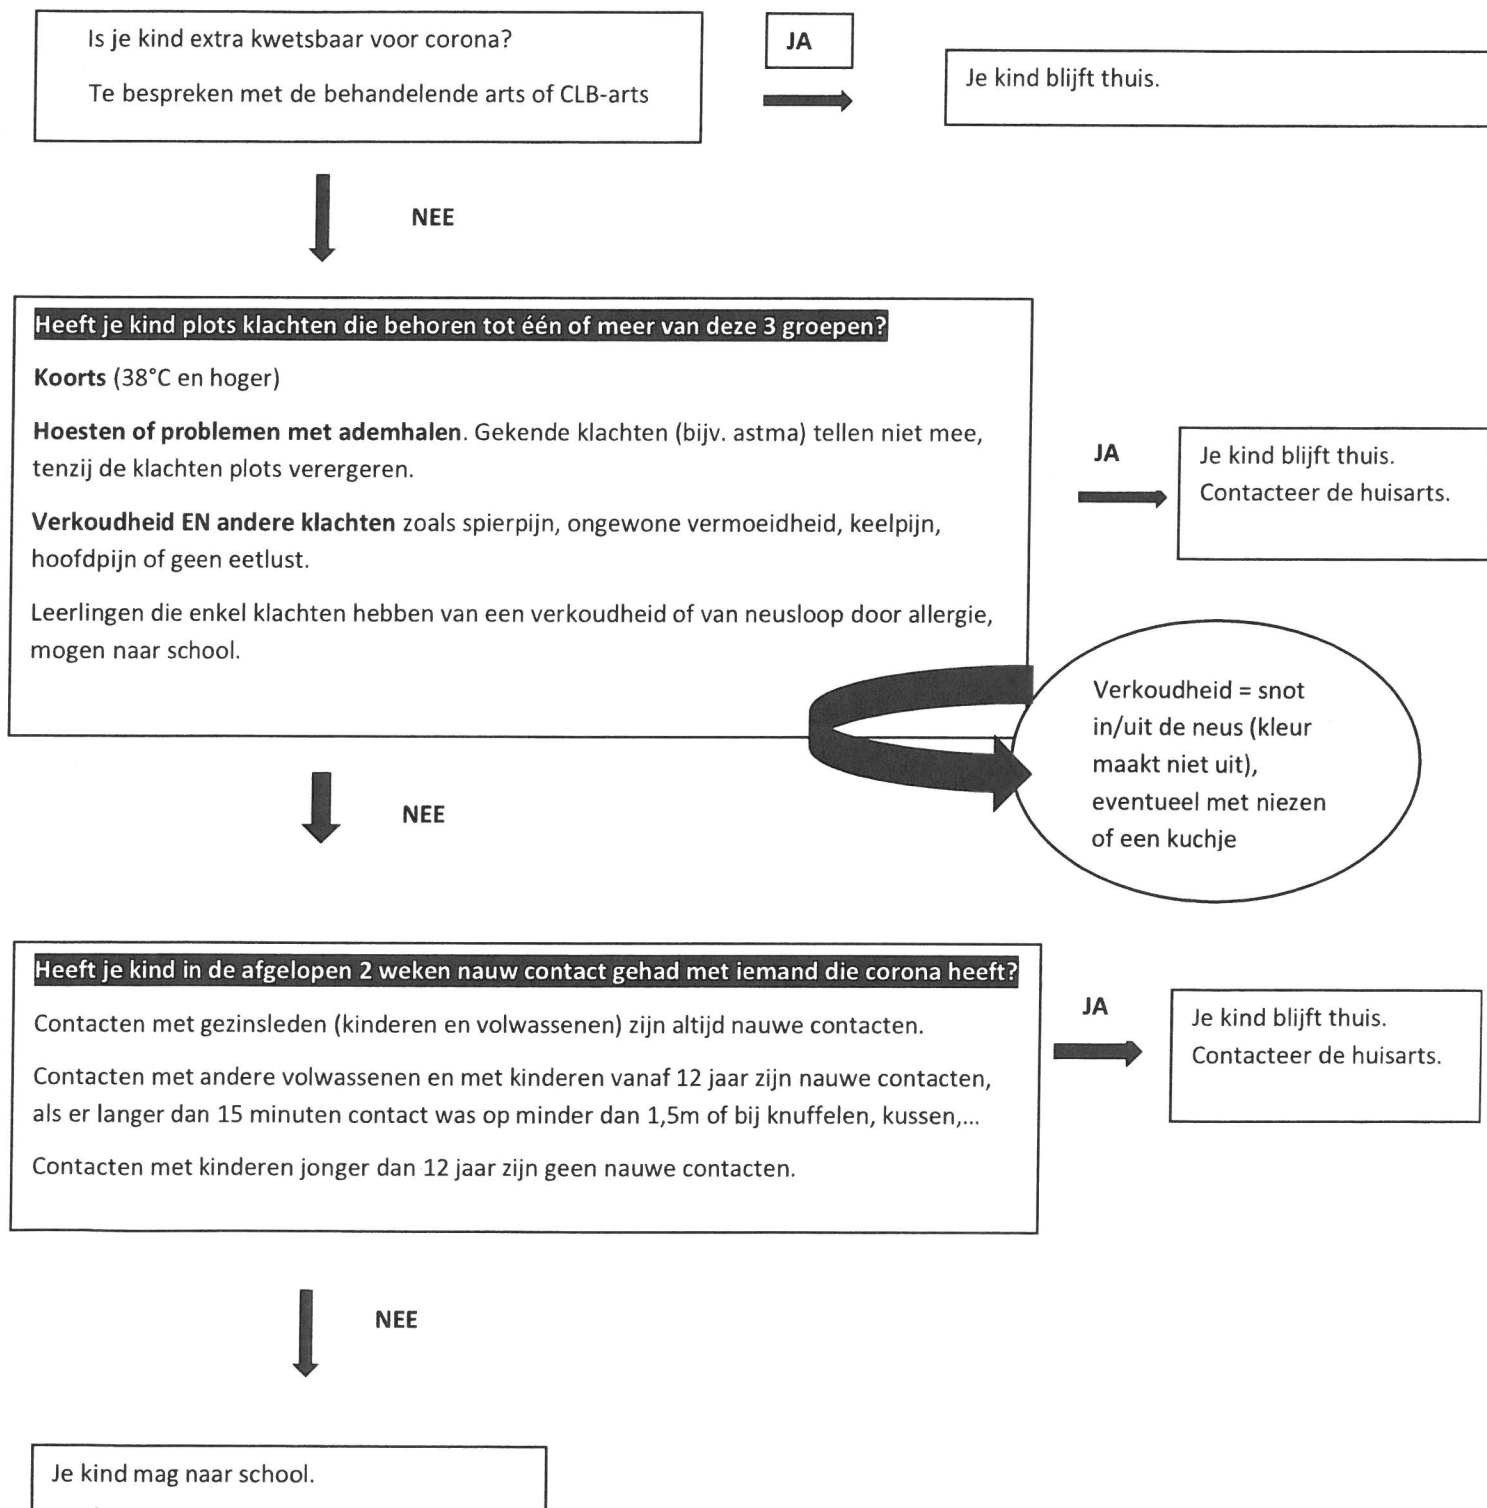 Is je kind extra kwetsbaar voor corona?
Te bespreken met de behandelende arts of CLB-arts
JA
Je kind blijft thuis.
NEE
Heeft je kind plots klachten die behoren tot één of meer van deze 3 groepen?
Koorts (38°C en hoger)
Hoesten of problemen met ademhalen. Gekende klachten (bijv. astma) tellen niet mee,
tenzij de klachten plots verergeren.
Verkoudheid EN andere klachten zoals spierpijn, ongewone vermoeidheid, keelpijn,
hoofdpijn of geen eetlust.
Leerlingen die enkel klachten hebben van een verkoudheid of van neusloop door allergie,
mogen naar school.
JA
Je kind blijft thuis.
Contacteer de huisarts.
Verkoudheid = snot
in/uit de neus (kleur
maakt niet uit),
eventueel met niezen
of een kuchje
NEE
Heeft je kind in de afgelopen 2 weken nauw contact gehad met iemand die corona heeft?
Contacten met gezinsleden (kinderen en volwassenen) zijn altijd nauwe contacten.
Contacten met andere volwassenen en met kinderen vanaf 12 jaar zijn nauwe contacten,
als er langer dan 15 minuten contact was op minder dan 1,5m of bij knuffelen, kussen,...
Contacten met kinderen jonger dan 12 jaar zijn geen nauwe contacten.
JA
Je kind blijft thuis.
Contacteer de huisarts.
NEE
Je kind mag naar school.